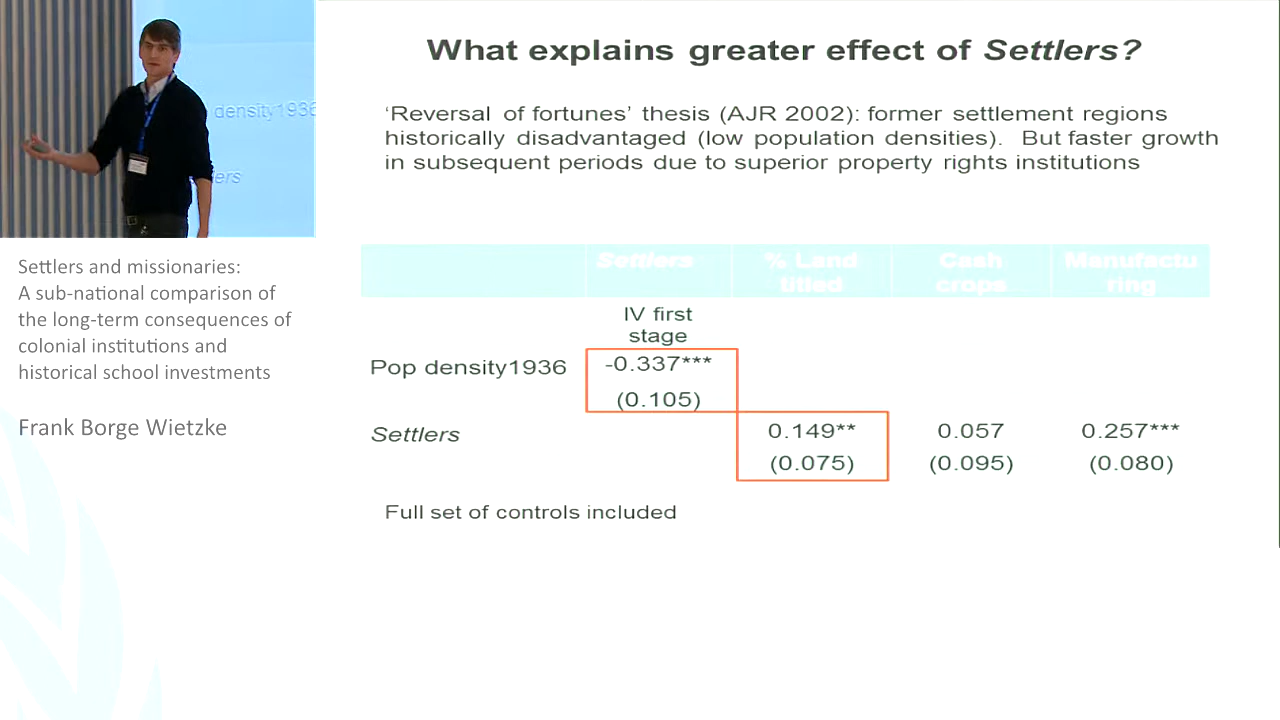 What explains greater effect of Settlers?
‘Reversal of fortunes’ thesis (AJR 2002): former settlement regions
historically disadvantaged (low population densities). But faster growth
in subsequent periods due to superior property rights institutions
density1936
Settlers and missionaries:
A sub-national comparison of
the long-term consequences of
colonial institutions and
historical school investments
Frank Borge Wietzke
Settlers % Land titled Cash crops Manufactu ring
IV first
stage
Pop density1936 -0.337***
(0.105)
Settlers 0.149** 0.057 0.257***
(0.075) (0.095) (0.080)
Full set of controls included